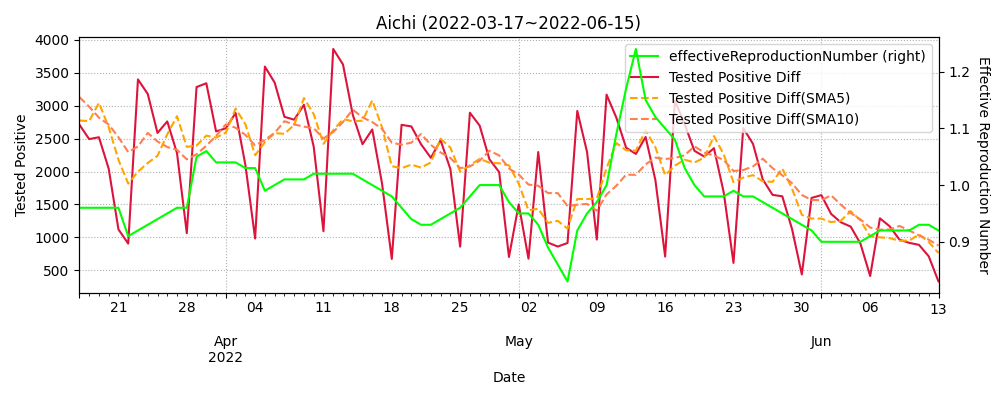 Aichi (2022-03-17~2022-06-15)
4000
3500
3000
2500
2000
1500
1000
500
Tested Positive
effectiveReproductionNumber (right)
Tested Positive Diff
Tested Positive Diff(SMA5)
Tested Positive Diff(SMA10)
1.2
1.1
1.0
0.9
Effective Reproduction Number
21 28 04 11 18 25 02 09 16 23 30 06 13
Apr May Jun
2022
Date